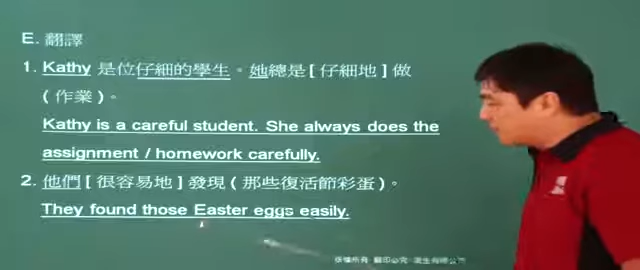 E. 翻譯
1. Kathy 是位仔細的學生。她總是 [ 仔細地 ] 做
( 作業 )。
Kathy is a careful student. She always does the
assignment / homework carefully.
2. 他們 [ 很容易地 ] 發現 ( 那些復活節彩蛋 )。
They found those Easter eggs easily.